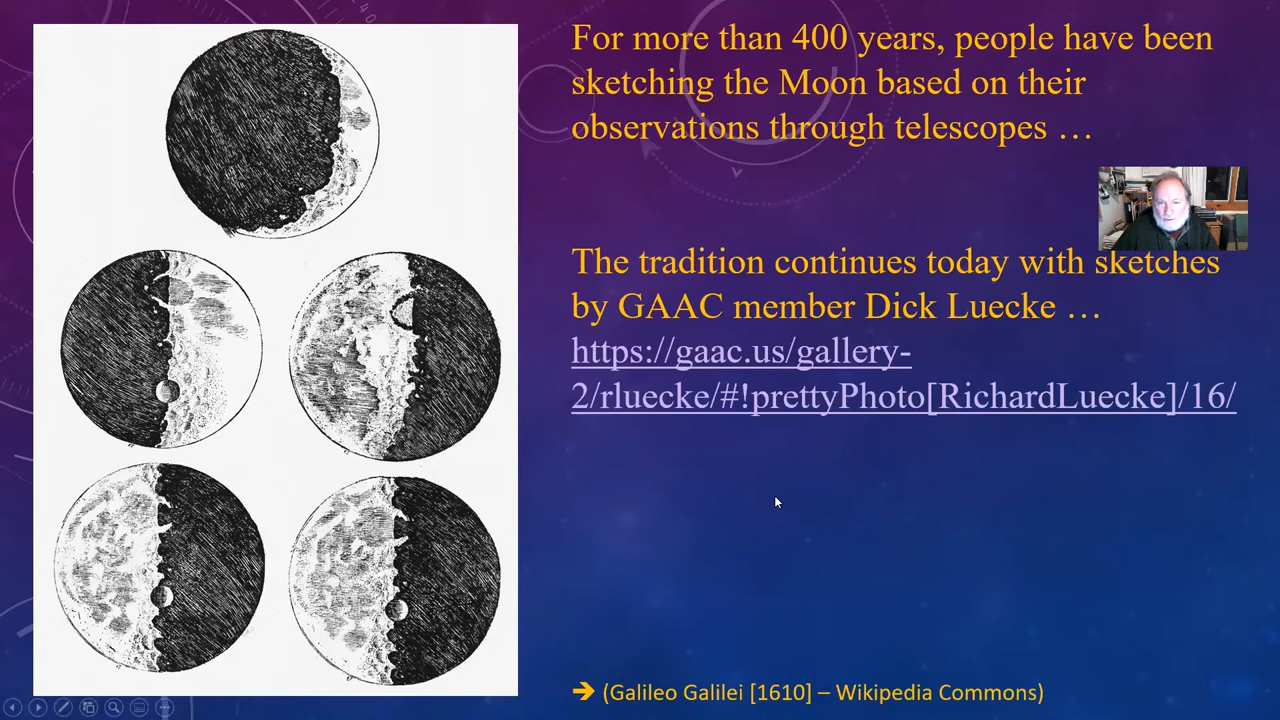 For more than 400 years, people have been
sketching the Moon based on their
observations through telescopes …
The tradition continues today with sketches
by GAAC member Dick Luecke …
https://gaac.us/gallery-
2/rluecke/#!prettyPhoto[RichardLuecke]/16/
➔ (Galileo Galilei [1610] – Wikipedia Commons)